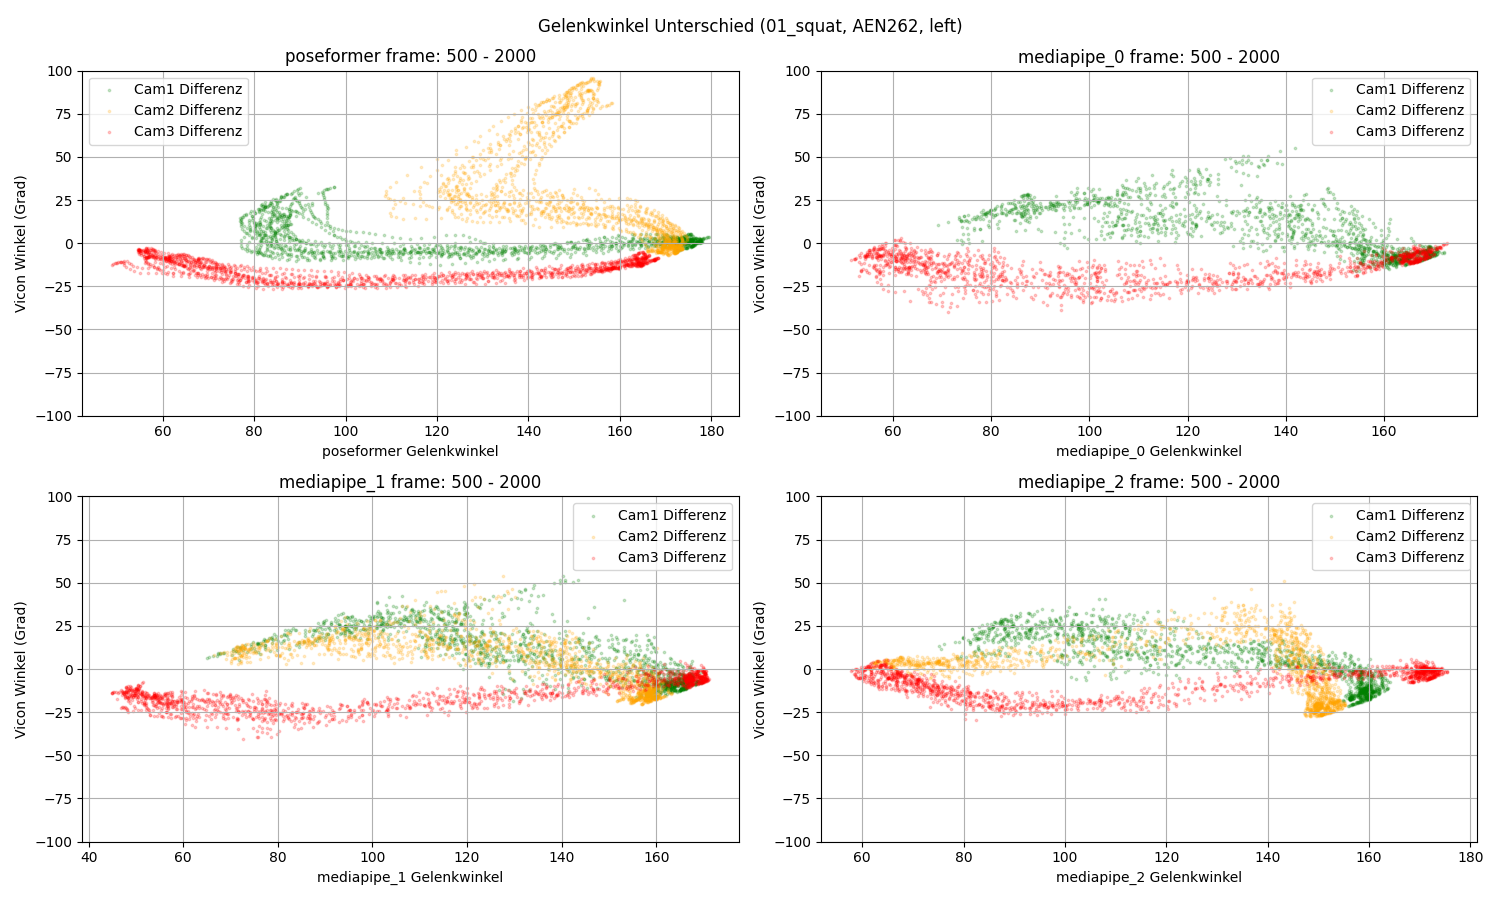 Gelenkwinkel Unterschied (01_squat, AEN262, left)
poseformer frame: 500 - 2000
Cam1 Differenz
Cam2 Differenz
Cam3 Differenz
Vicon Winkel (Grad)
100
75
50
25
0
−25
−50
−75
−100
60 80 100 120 140 160 180
poseformer Gelenkwinkel
mediapipe_0 frame: 500 - 2000
Cam1 Differenz
Cam2 Differenz
Cam3 Differenz
Vicon Winkel (Grad)
100
75
50
25
0
−25
−50
−75
−100
60 80 100 120 140 160
mediapipe_0 Gelenkwinkel
mediapipe_1 frame: 500 - 2000
Cam1 Differenz
Cam2 Differenz
Cam3 Differenz
Vicon Winkel (Grad)
100
75
50
25
0
−25
−50
−75
−100
40 60 80 100 120 140 160
mediapipe_1 Gelenkwinkel
mediapipe_2 frame: 500 - 2000
Cam1 Differenz
Cam2 Differenz
Cam3 Differenz
Vicon Winkel (Grad)
100
75
50
25
0
−25
−50
−75
−100
60 80 100 120 140 160 180
mediapipe_2 Gelenkwinkel